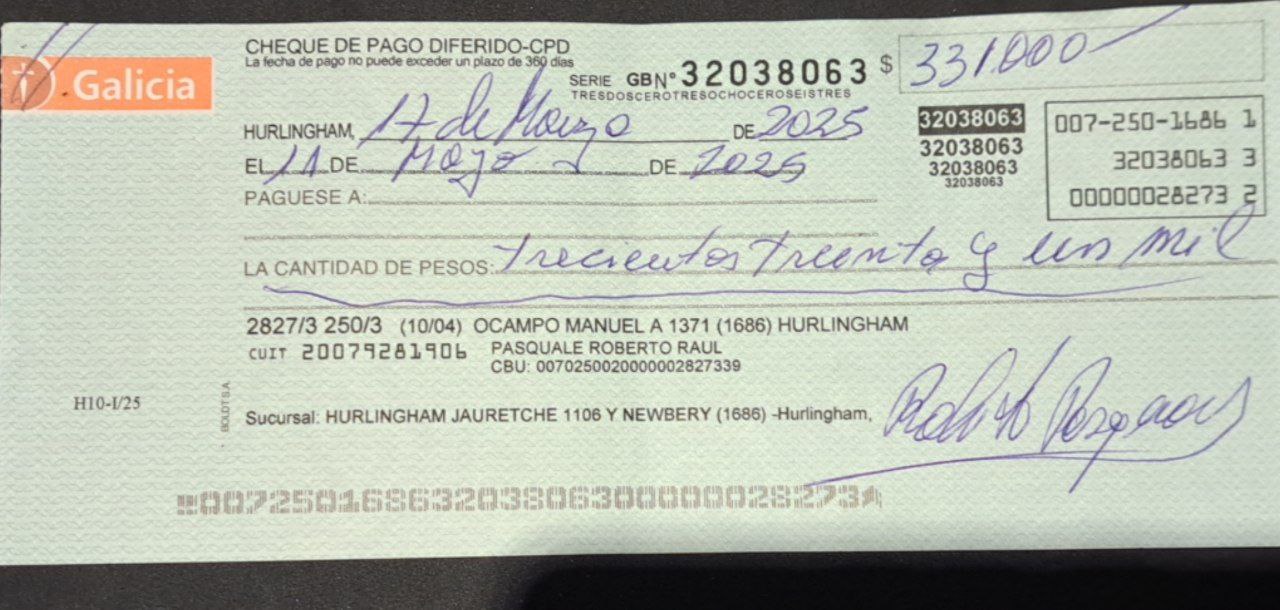 Galicia
CHEQUE DE PAGO DIFERIDO-CPD
La fecha de pago no puede exceder un plazo de 360 días
SERIE GB N° 32038063 $ 331.000
TRESDOSCEROTRESOCHOCEROSEISTRES
HURLINGHAM, 17 de Marzo DE 2025
EL 11 DE Mayo DE 2025
32038063
32038063
32038063
32038063
007-250-1686 1
32038063 3
00000028273 2
PAGUESE A:
LA CANTIDAD DE PESOS: Trecientos Treinta y un mil
2827/3 250/3 (10/04) OCAMPO MANUEL A 1371 (1686) HURLINGHAM
CUIT 20079281906 PASQUALE ROBERTO RAUL
CBU: 0070250020000002827339
H10-I/25
BOLDT S.A.
Sucursal: HURLINGHAM JAURETCHE 1106 Y NEWBERY (1686) -Hurlingham,
00725016863203806300000028273